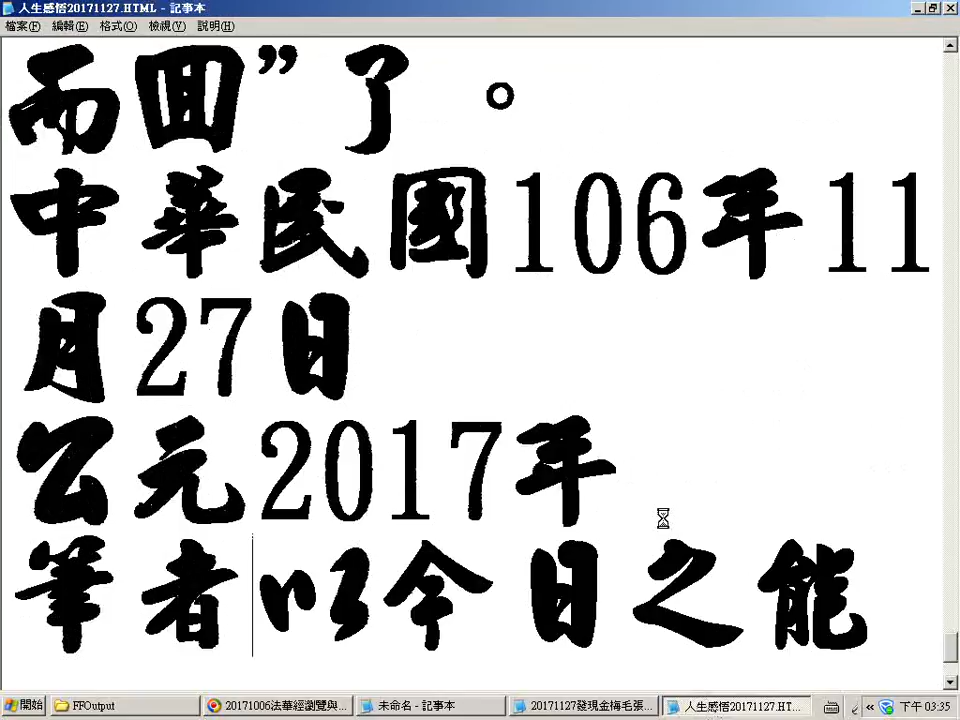 人生感悟20171127.HTML - 記事本
檔案(F) 編輯(E) 格式(O) 檢視(V) 說明(H)
而回”了。
中華民國106年11
月27日
公元2017年
筆者以今日之能
開始 FFOutput 20171006法華經瀏覽與... 未命名 - 記事本 20171127發現金梅毛張... 人生感悟20171127.HT... « 下午 03:35